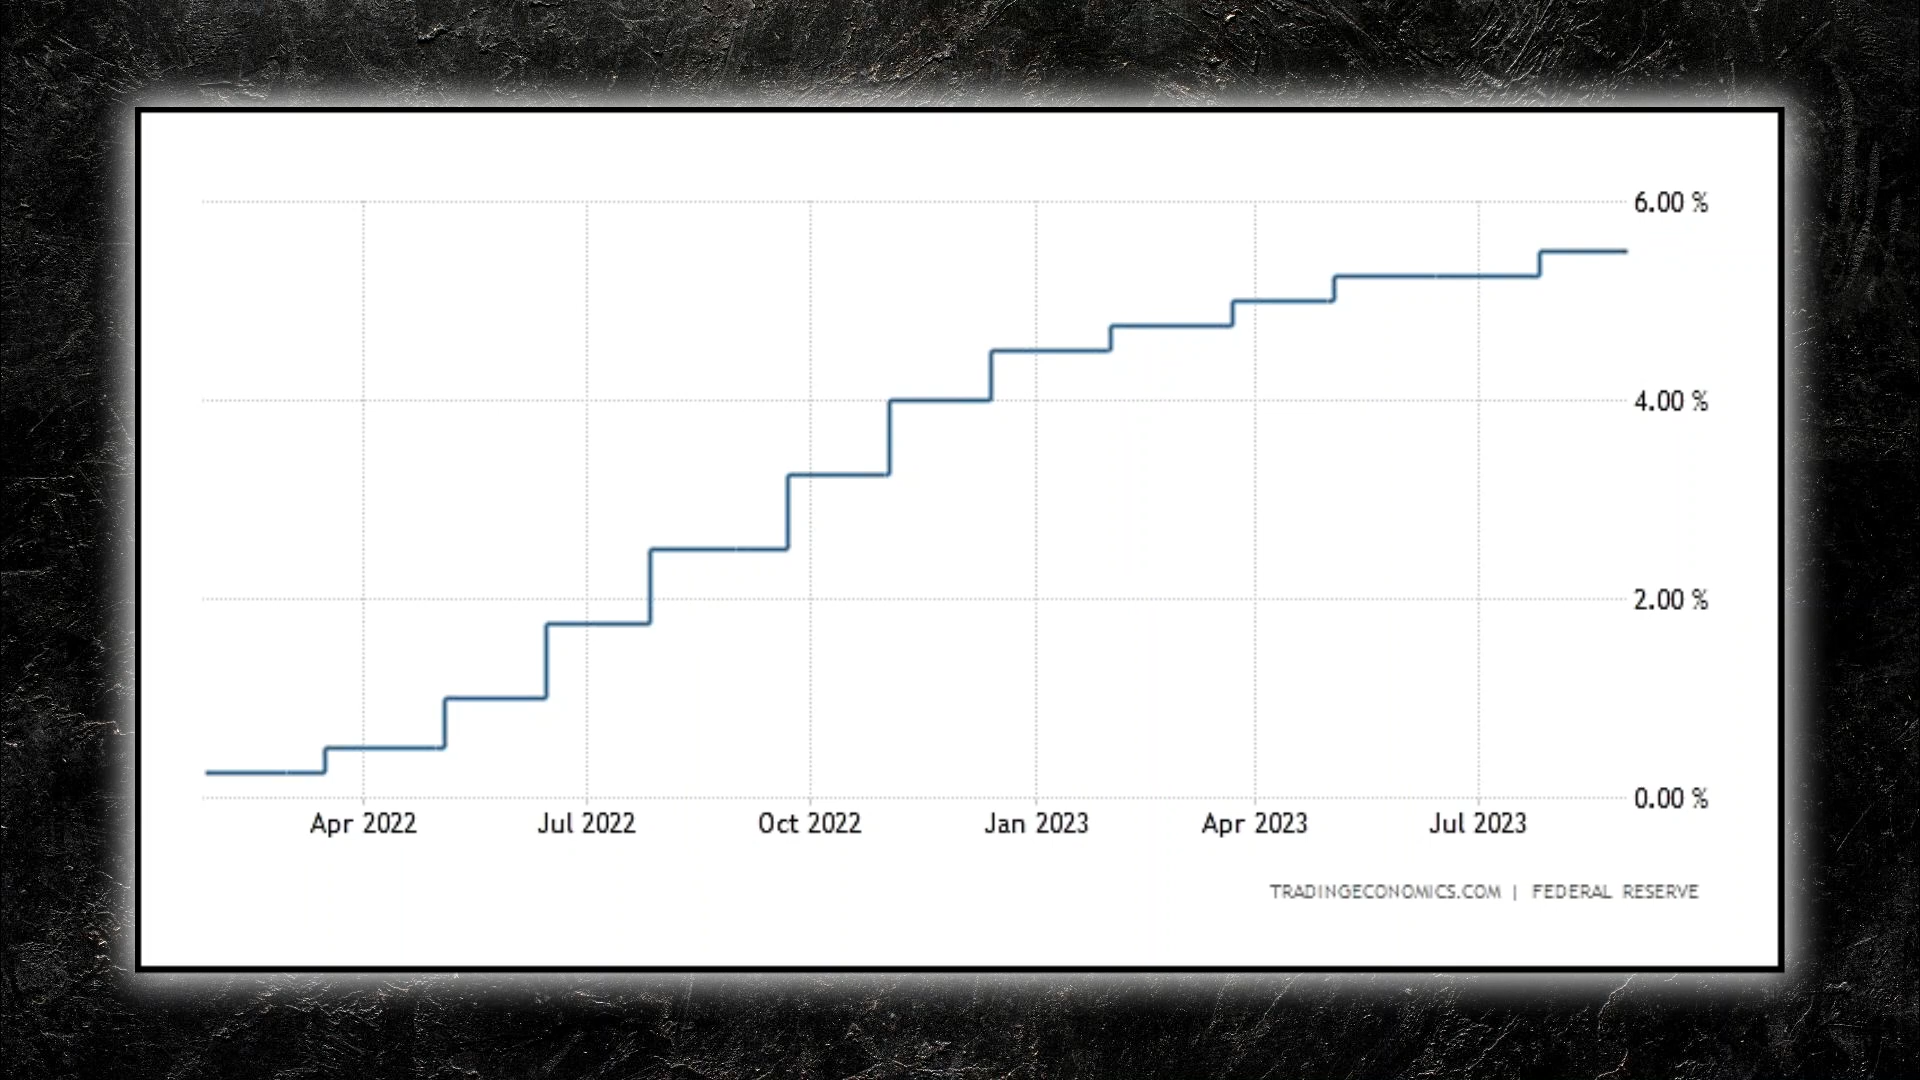 6.00 %
4.00 %
2.00 %
0.00 %
Apr 2022 Jul 2022 Oct 2022 Jan 2023 Apr 2023 Jul 2023
TRADINGECONOMICS.COM | FEDERAL RESERVE